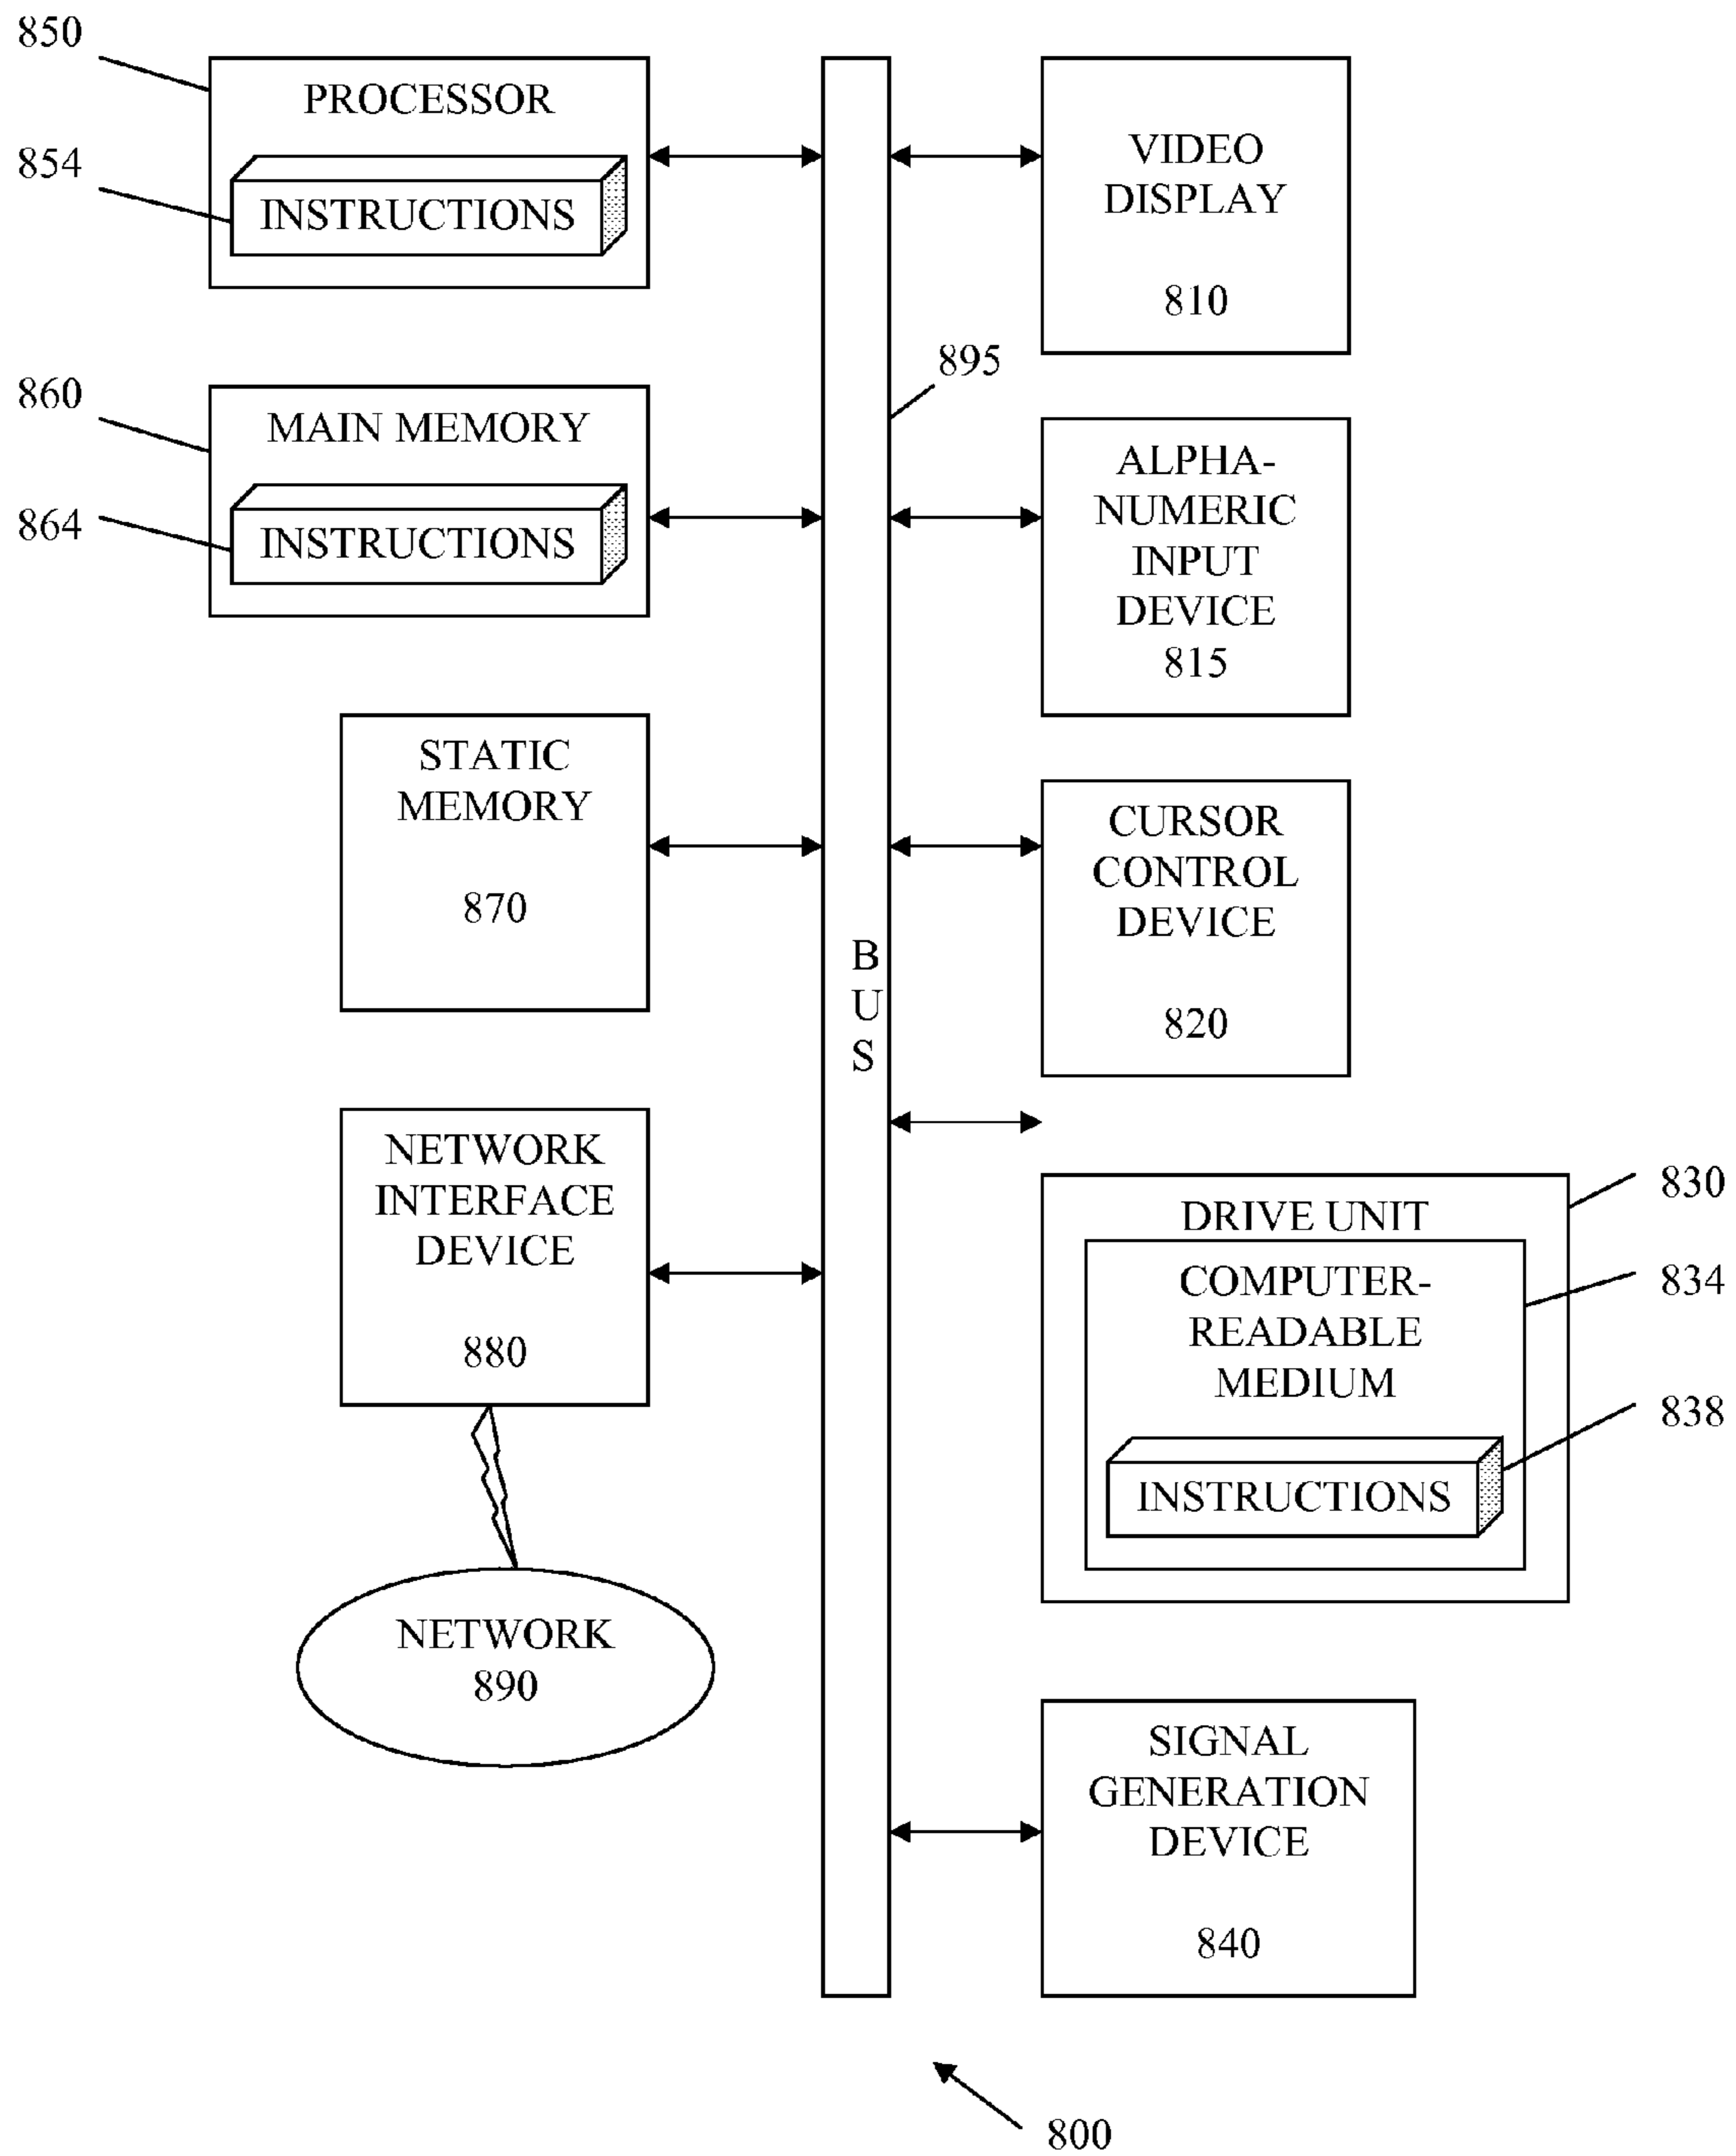 850
PROCESSOR
854
INSTRUCTIONS
860
MAIN MEMORY
864
INSTRUCTIONS
STATIC
MEMORY
870
NETWORK
INTERFACE
DEVICE
880
NETWORK
890
B
U
S
895
VIDEO
DISPLAY
810
ALPHA-
NUMERIC
INPUT
DEVICE
815
CURSOR
CONTROL
DEVICE
820
830
DRIVE UNIT
834
COMPUTER-
READABLE
MEDIUM
838
INSTRUCTIONS
SIGNAL
GENERATION
DEVICE
840
800